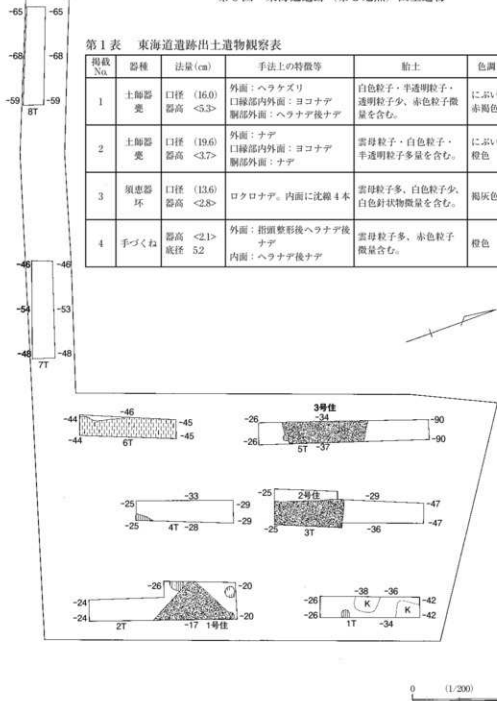 第1表　東海道遺跡出土遺物観察表
掲載No. 器種 法量(cm) 手法上の特徴等 胎土 色調
1 土師器甕 口径 (16.0) 器高 <5.3> 外面：ヘラケズリ 口縁部内外面：ヨコナデ 胴部外面：ヘラナデ後ナデ 白色粒子・半透明粒子・透明粒子少、赤色粒子微量を含む。 にぶい赤褐色
2 土師器甕 口径 (19.6) 器高 <3.7> 外面：ナデ 口縁部内外面：ヨコナデ 胴部外面：ナデ 雲母粒子・白色粒子・半透明粒子多量を含む。 にぶい橙色
3 須恵器坏 口径 (13.6) 器高 <2.8> ロクロナデ。内面に沈線４本 雲母粒子多、白色粒子少、白色針状物微量を含む。 褐灰色
4 手づくね 器高 <2.1> 底径 5.2 外面：指頭整形後ヘラナデ後ナデ 内面：ヘラナデ後ナデ 雲母粒子多、赤色粒子微量含む。 橙色
-65 -65
-68 -68
-59 -59
8T
-46 -46
-54 -53
-48 -48
7T
-46
-44 -45
-44 -45
6T
3号住
-26 -34 -90
-26 -37 -90
5T
-33
-25 -29
-25 -28 -29
4T
-25 2号住 -29 -47
-25 -36 -47
3T
-26 -20
-24
-24 -17 -20
2T 1号住
-38 -36
-26 K K -42
-26 -34 -42
1T
0 (1/200)